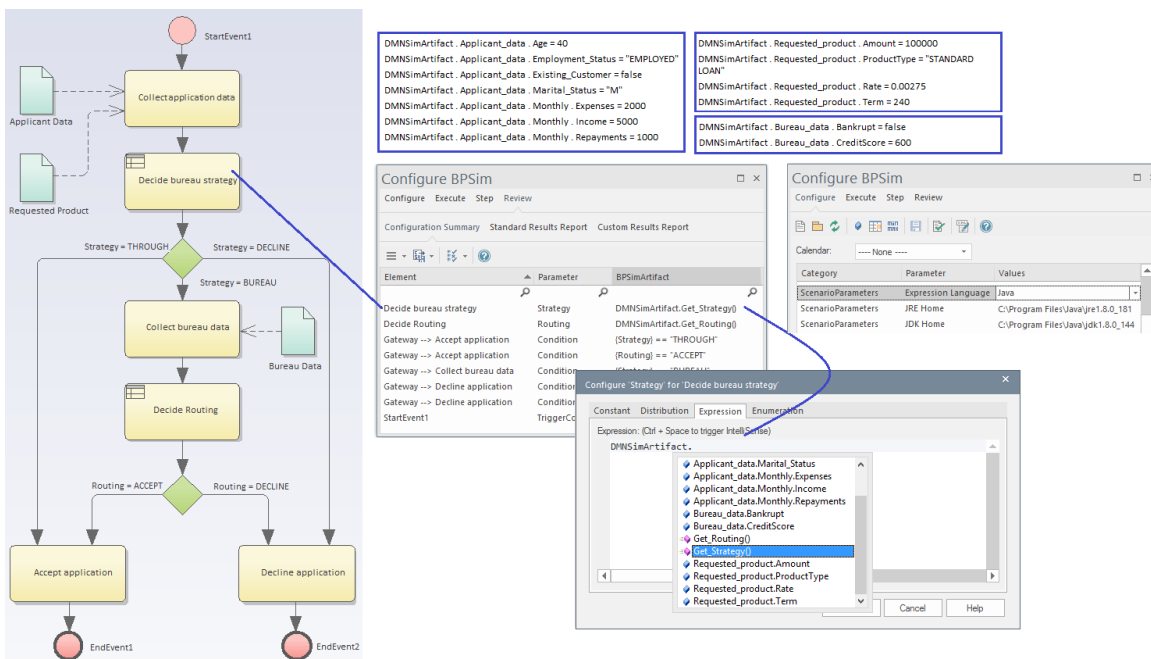 StartEvent1
Collect application data
Applicant Data
Decide bureau strategy
Requested Product
Strategy = THROUGH
Strategy = DECLINE
Strategy = BUREAU
Collect bureau data
Bureau Data
Decide Routing
Routing = ACCEPT
Routing = DECLINE
Accept application
Decline application
EndEvent1
EndEvent2
DMNSimArtifact . Applicant_data . Age = 40
DMNSimArtifact . Applicant_data . Employment_Status = "EMPLOYED"
DMNSimArtifact . Applicant_data . Existing_Customer = false
DMNSimArtifact . Applicant_data . Marital_Status = "M"
DMNSimArtifact . Applicant_data . Monthly . Expenses = 2000
DMNSimArtifact . Applicant_data . Monthly . Income = 5000
DMNSimArtifact . Applicant_data . Monthly . Repayments = 1000
DMNSimArtifact . Requested_product . Amount = 100000
DMNSimArtifact . Requested_product . ProductType = "STANDARD
LOAN"
DMNSimArtifact . Requested_product . Rate = 0.00275
DMNSimArtifact . Requested_product . Term = 240
DMNSimArtifact . Bureau_data . Bankrupt = false
DMNSimArtifact . Bureau_data . CreditScore = 600
Configure BPSim
Configure Execute Step Review
Configuration Summary Standard Results Report Custom Results Report
Element Parameter BPSimArtifact
Decide bureau strategy Strategy DMNSimArtifact.Get_Strategy()
Decide Routing Routing DMNSimArtifact.Get_Routing()
Gateway --> Accept application Condition {Strategy} == "THROUGH"
Gateway --> Accept application Condition {Routing} == "ACCEPT"
Gateway --> Collect bureau data Condition {Strategy} == "BUREAU"
Gateway --> Decline application Condition
Gateway --> Decline application Condition
StartEvent1 TriggerCo
Configure BPSim
Configure Execute Step Review
Calendar: ---- None ----
Category Parameter Values
ScenarioParameters Expression Language Java
ScenarioParameters JRE Home C:\Program Files\Java\jre1.8.0_181
ScenarioParameters JDK Home C:\Program Files\Java\jdk1.8.0_144
Configure 'Strategy' for 'Decide bureau strategy'
Constant Distribution Expression Enumeration
Expression: (Ctrl + Space to trigger IntelliSense)
DMNSimArtifact.
Applicant_data.Marital_Status
Applicant_data.Monthly.Expenses
Applicant_data.Monthly.Income
Applicant_data.Monthly.Repayments
Bureau_data.Bankrupt
Bureau_data.CreditScore
Get_Routing()
Get_Strategy()
Requested_product.Amount
Requested_product.ProductType
Requested_product.Rate
Requested_product.Term
Cancel Help